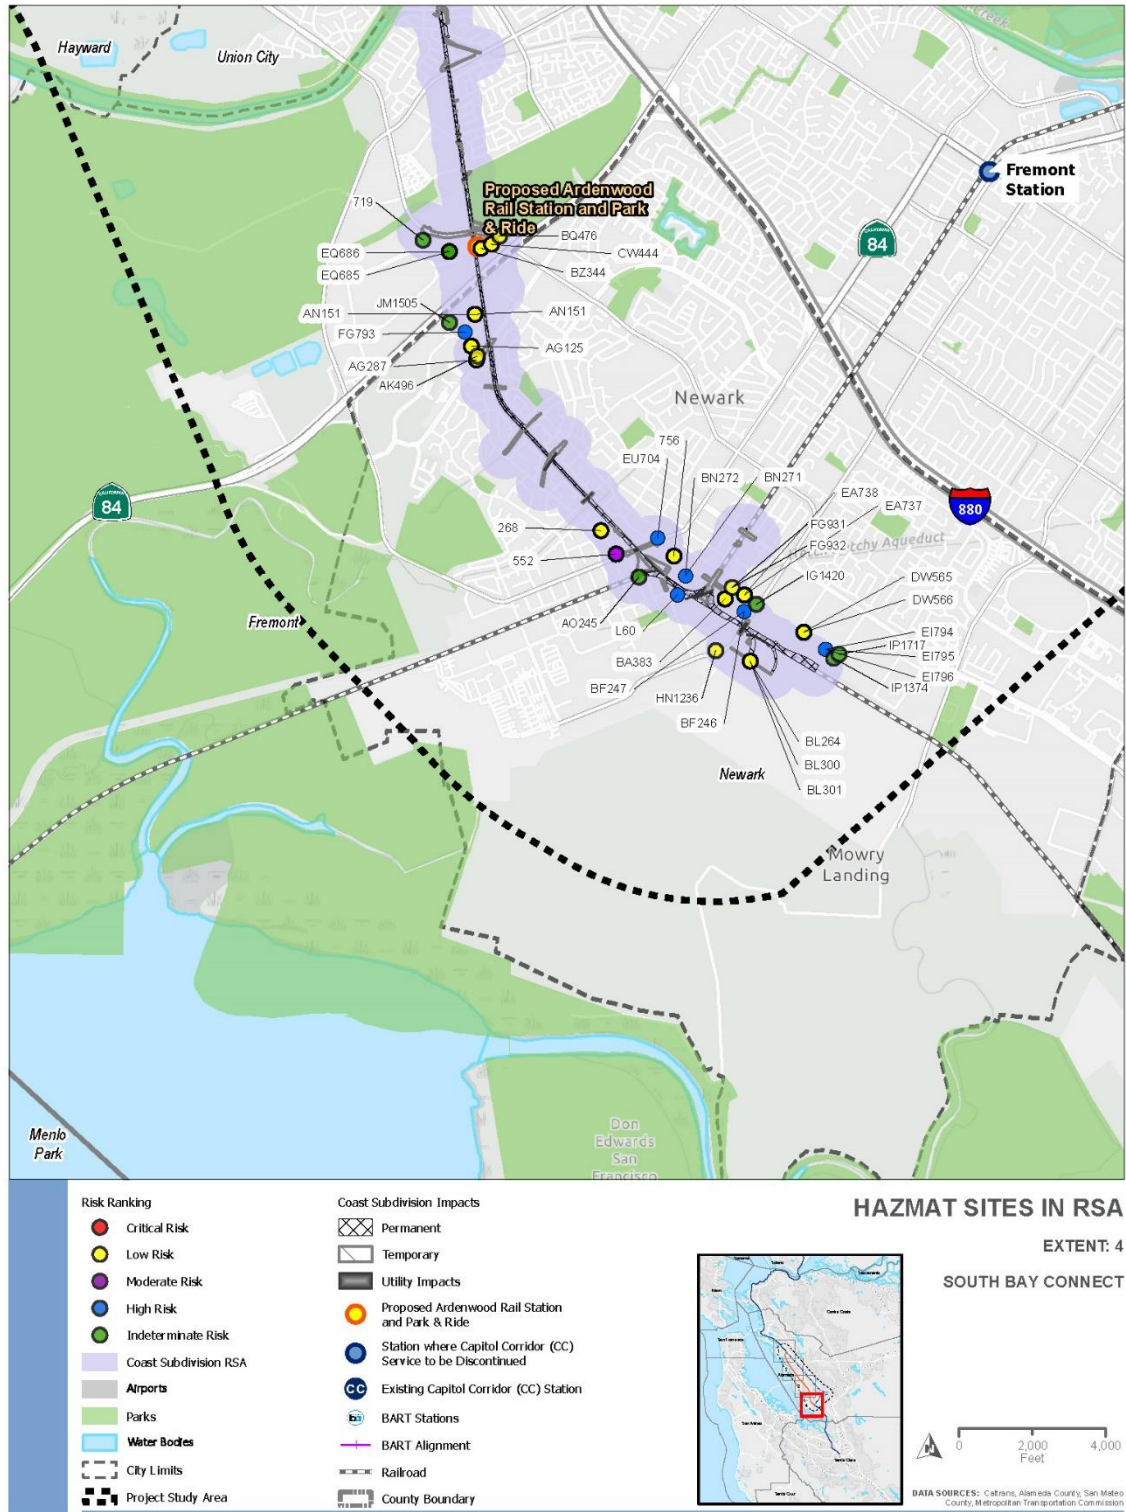 Hayward
Union City
Creek
Fremont
Station
Proposed Ardenwood
Rail Station and Park
& Ride
719
EQ686
EQ685
BQ476
CW444
BZ344
CALIFORNIA
84
JM1505
AN151
AN151
FG793
AG125
AG287
AK496
Newark
756
EU704
BN272
BN271
EA738
EA737
FG931
FG932
268
552
IG1420
DW565
DW566
CALIFORNIA
84
880
Fremont
AO245
L60
BA383
BF247
HN1236
BF246
EI794
IP1717
EI795
EI796
IP1374
BL264
BL300
BL301
Newark
Mowry
Landing
Don
Edwards
San
Francisco
Menlo
Park
Risk Ranking
Critical Risk
Low Risk
Moderate Risk
High Risk
Indeterminate Risk
Coast Subdivision RSA
Airports
Parks
Water Bodies
City Limits
Project Study Area
Coast Subdivision Impacts
Permanent
Temporary
Utility Impacts
Proposed Ardenwood Rail Station
and Park & Ride
Station where Capitol Corridor (CC)
Service to be Discontinued
CC
Existing Capitol Corridor (CC) Station
BART Stations
BART Alignment
Railroad
County Boundary
HAZMAT SITES IN RSA
EXTENT: 4
SOUTH BAY CONNECT
0 2,000 4,000
Feet
DATA SOURCES: Caltrans, Alameda County, San Mateo
County, Metropolitan Transportation Commission